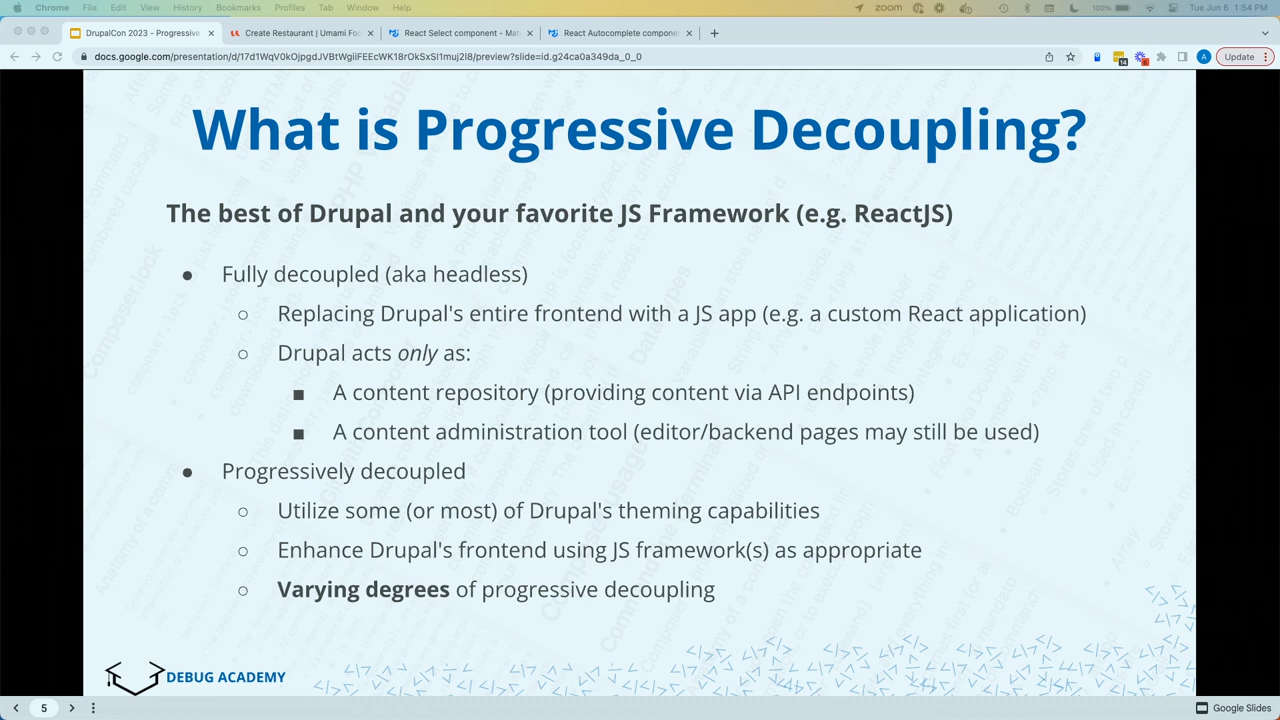 Chrome File Edit View History Bookmarks Profiles Tab Window Help
zoom 100% Tue Jun 6 1:54 PM
DrupalCon 2023 - Progressive
Create Restaurant | Umami Foo
React Select component - Mat
React Autocomplete compone
docs.google.com/presentation/d/17d1WqV0kOjpgdJVBtWgiiFEEcWK18rOkSxSI1muj2I8/preview?slide=id.g24ca0a349da_0_0
14
6
A
Update
What is Progressive Decoupling?
The best of Drupal and your favorite JS Framework (e.g. ReactJS)
● Fully decoupled (aka headless)
○ Replacing Drupal's entire frontend with a JS app (e.g. a custom React application)
○ Drupal acts only as:
■ A content repository (providing content via API endpoints)
■ A content administration tool (editor/backend pages may still be used)
● Progressively decoupled
○ Utilize some (or most) of Drupal's theming capabilities
○ Enhance Drupal's frontend using JS framework(s) as appropriate
○ Varying degrees of progressive decoupling
DEBUG ACADEMY
5
Google Slides